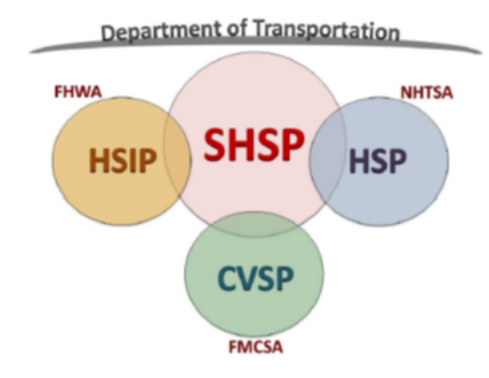 Department of Transportation
FHWA
NHTSA
HSIP
SHSP
HSP
CVSP
FMCSA